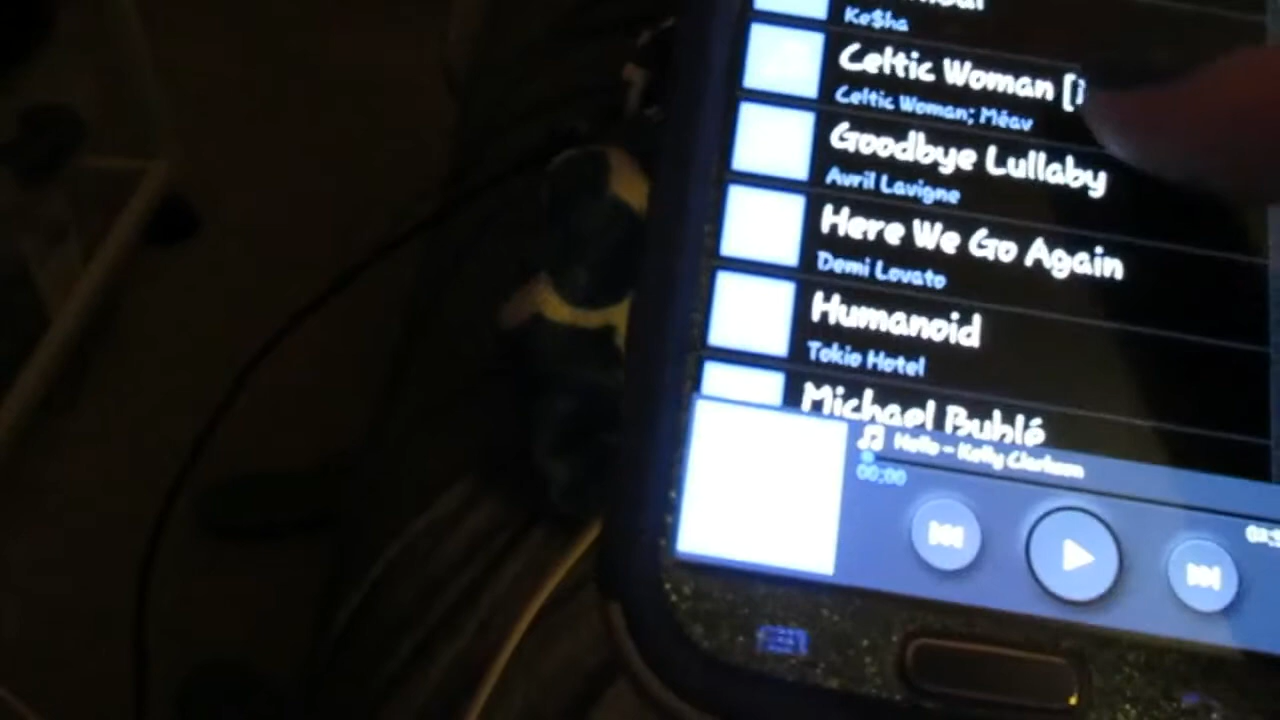 Ke$ha
Celtic Woman [
Celtic Woman; Méav
Goodbye Lullaby
Avril Lavigne
Here We Go Again
Demi Lovato
Humanoid
Tokio Hotel
Michael Bublé
Hello - Kelly Clarkson
00:00